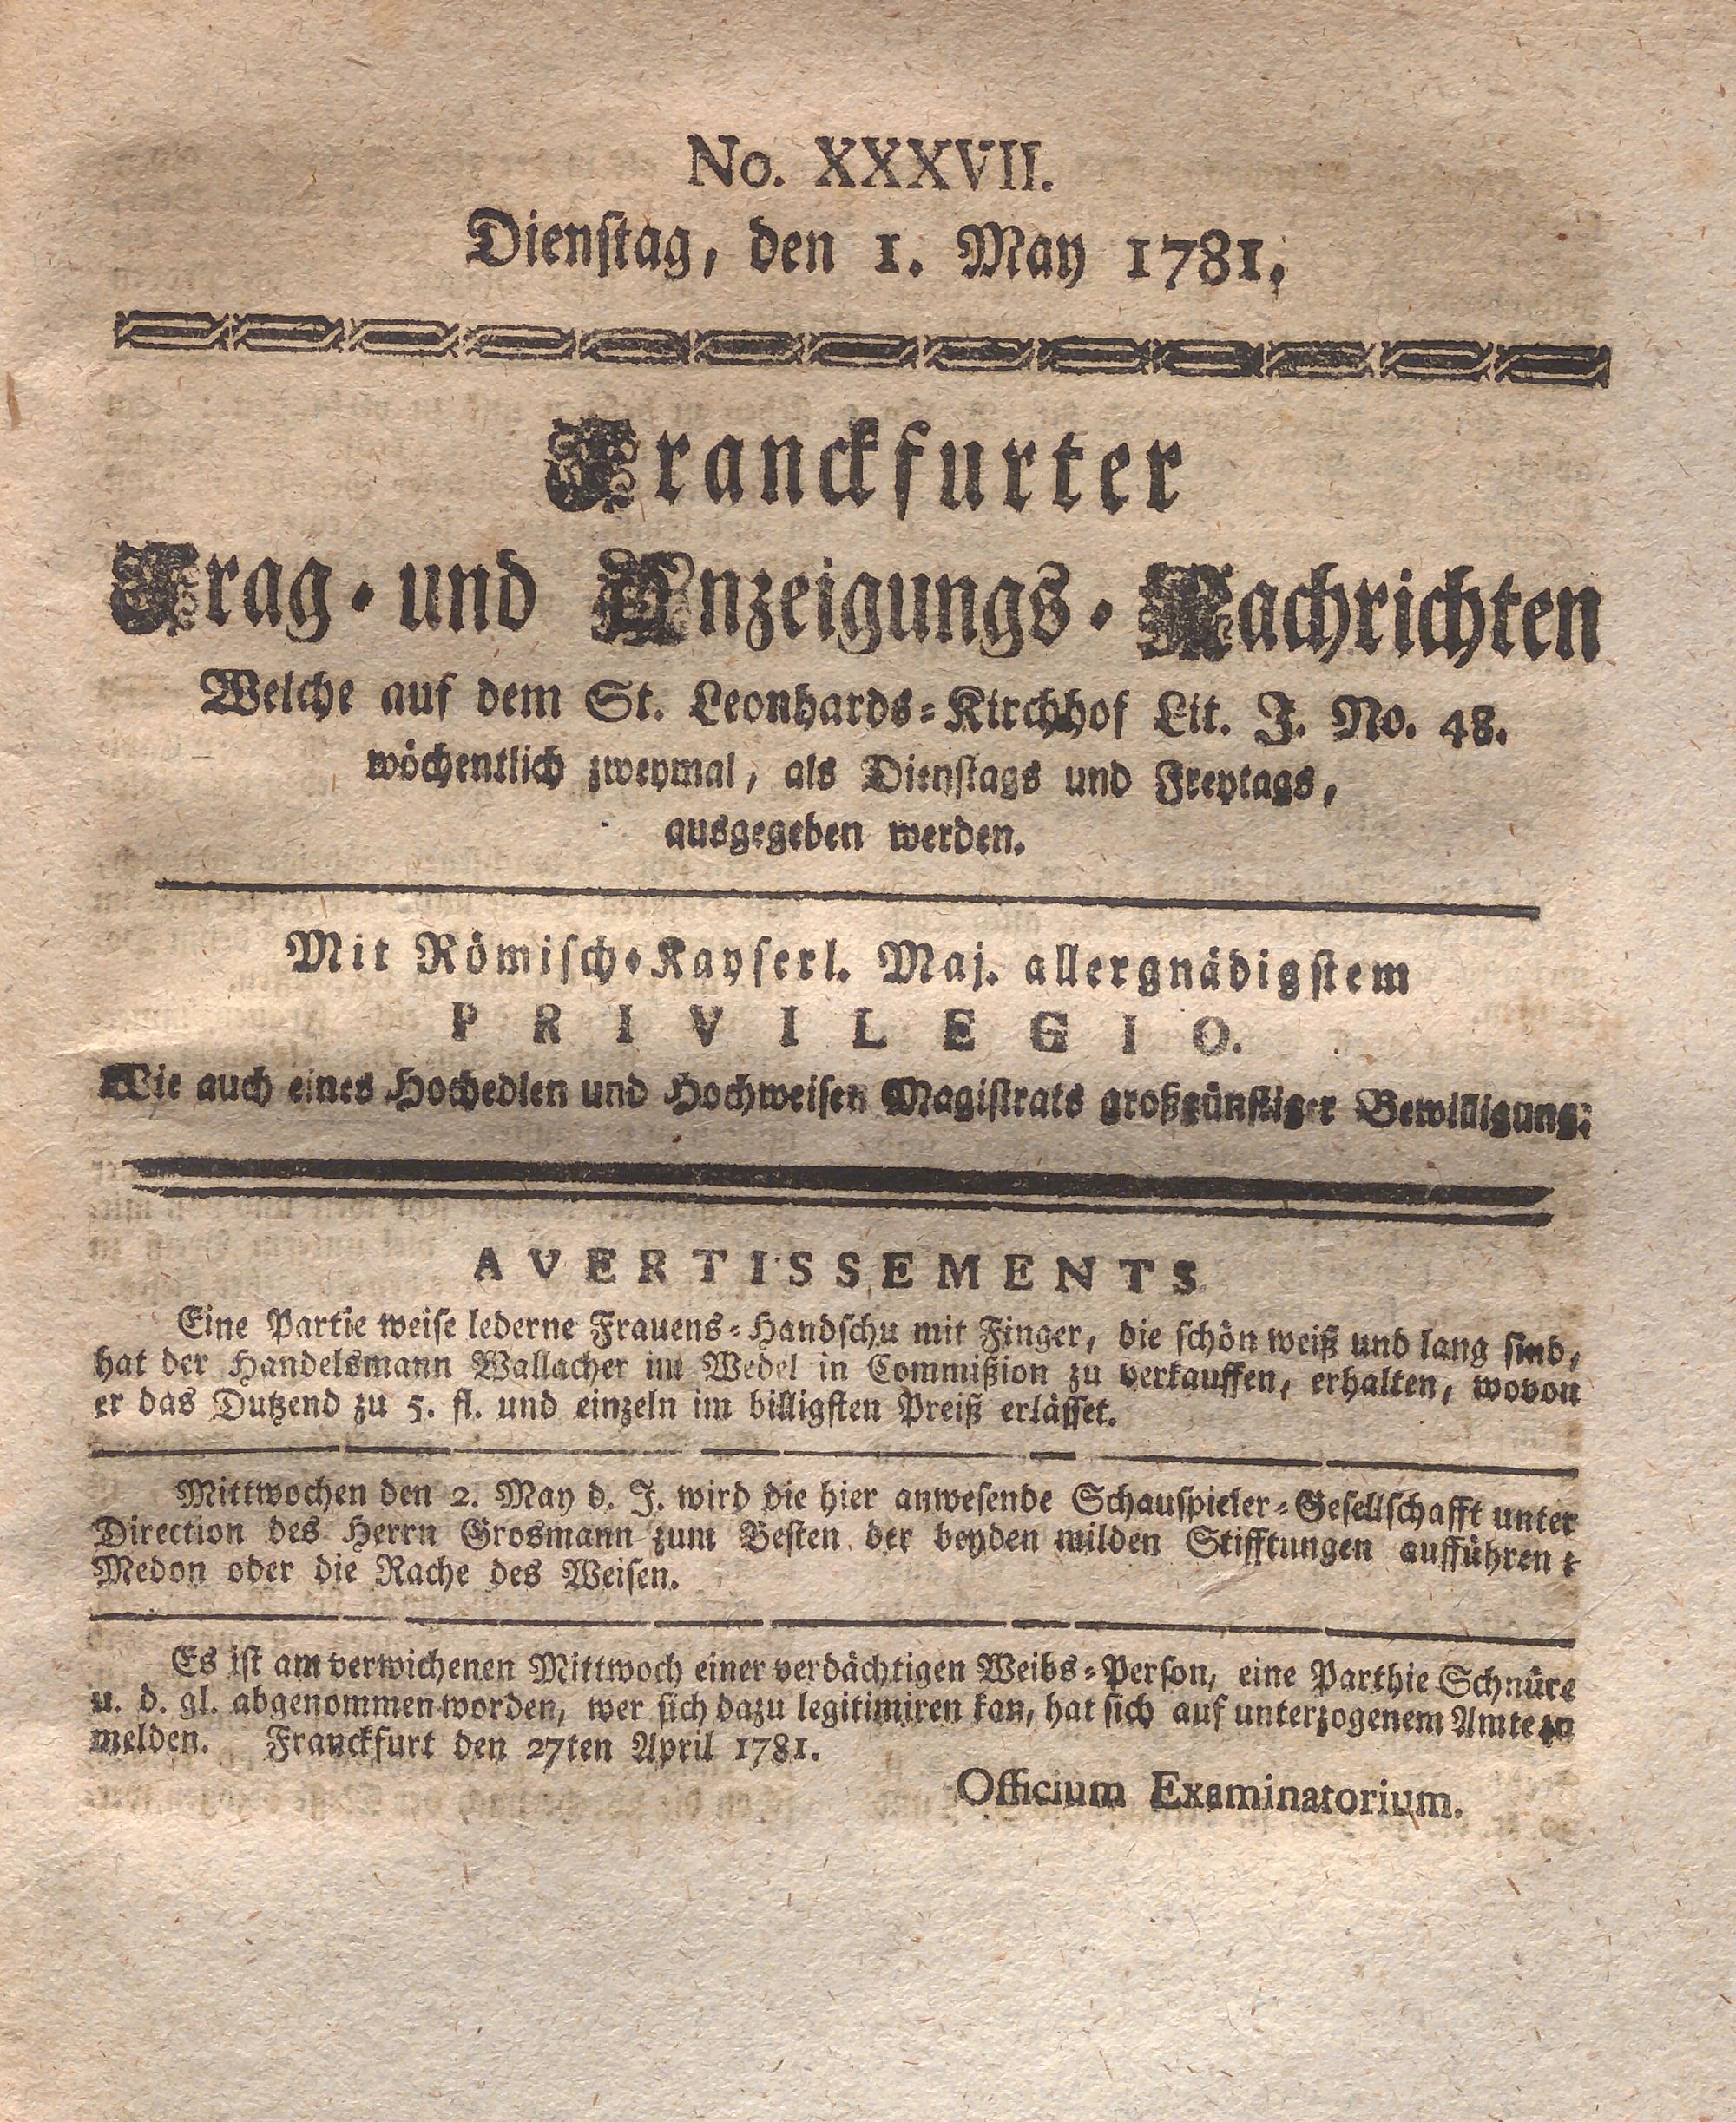 No. XXXVII.
Dienstag, den 1. May 1781.
Franckfurter
Frag- und Anzeigungs-Nachrichten
Welche auf dem St. Leonhards-Kirchhof Lit. J. No. 48.
wöchentlich zweymal, als Dienstags und Freytags,
ausgegeben werden.
Mit Römisch-Kayserl. Maj. allergnädigstem
PRIVILEGIO.
Wie auch eines Hochedlen und Hochweisen Magistrats großgünstiger Bewilligung.
AVERTISSEMENTS
Eine Partie weise lederne Frauens-Handschu mit Finger, die schön weiß und lang sind,
hat der Handelsmann Wallacher im Wedel in Commißion zu verkauffen, erhalten, wovon
er das Dutzend zu 5. fl. und einzeln im billigsten Preiß erlässet.
Mittwochen den 2. May d. J. wird die hier anwesende Schauspieler-Gesellschafft unter
Direction des Herrn Grosmann zum Besten der beyden milden Stifftungen aufführen:
Medon oder die Rache des Weisen.
Es ist am verwichenen Mittwoch einer verdächtigen Weibs-Person, eine Parthie Schnüre
u. d. gl. abgenommen worden, wer sich dazu legitimiren kan, hat sich auf unterzogenem Amte zu
melden. Franckfurt den 27ten April 1781.
Officium Examinatorium.